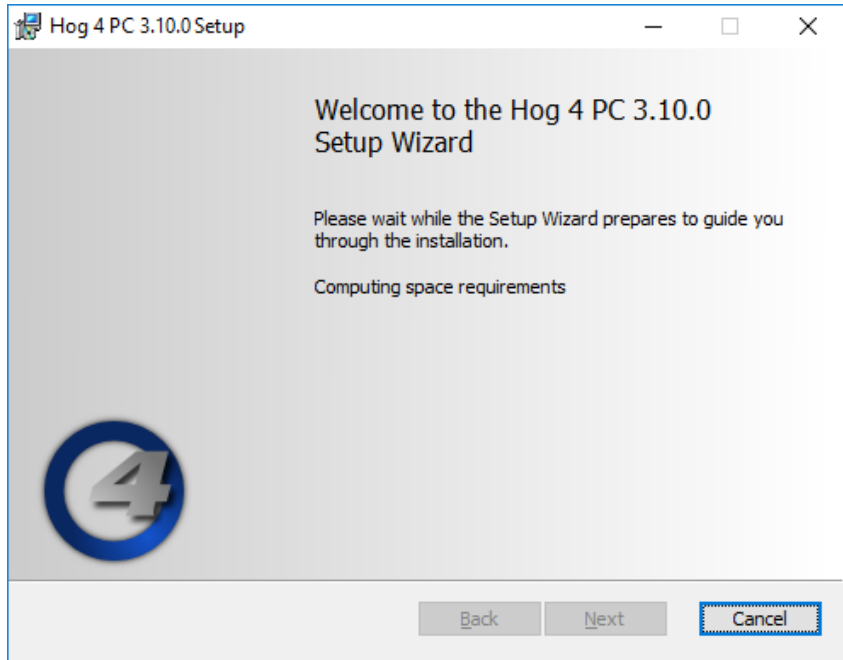 Hog 4 PC 3.10.0 Setup
Welcome to the Hog 4 PC 3.10.0
Setup Wizard
Please wait while the Setup Wizard prepares to guide you
through the installation.
Computing space requirements
4
Back
Next
Cancel